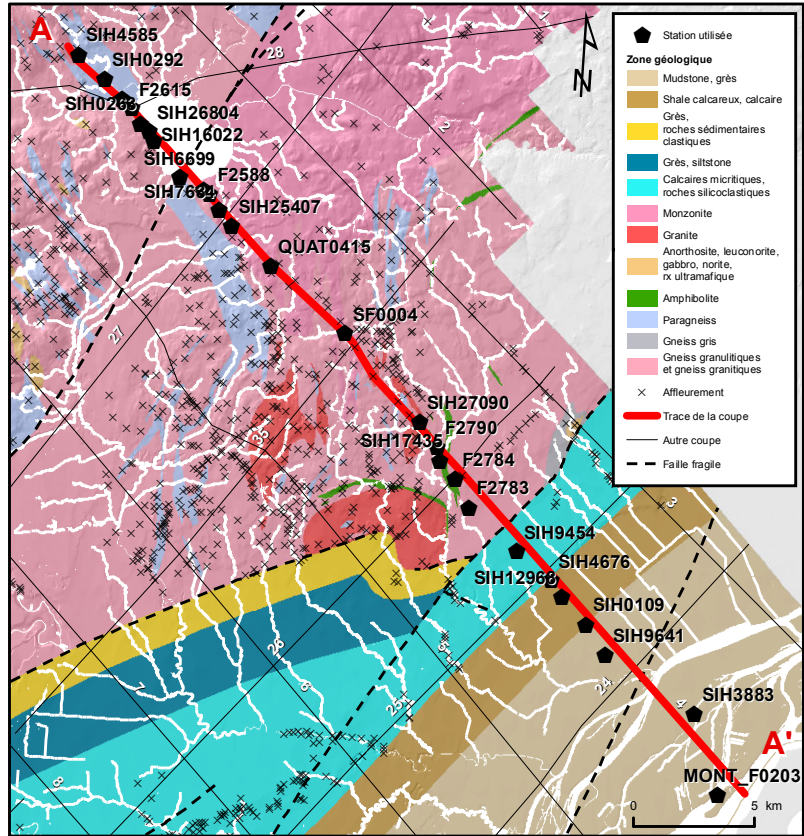 A
SIH4585
SIH0292
F2615
SIH0263
SIH26804
SIH16022
SIH6699
F2588
SIH7634
SIH25407
QUAT0415
SF0004
SIH27090
F2790
SIH17435
F2784
F2783
SIH9454
SIH4676
SIH12968
SIH0109
SIH9641
SIH3883
A'
MONT_F0203
28
1
2
27
3
26
25
24
4
7
6
8
N
Station utilisée
Zone géologique
Mudstone, grès
Shale calcareux, calcaire
Grès,
roches sédimentaires
clastiques
Grès, siltstone
Calcaires micritiques,
roches silicoclastiques
Monzonite
Granite
Anorthosite, leuconorite,
gabbro, norite,
rx ultramafique
Amphibolite
Paragneiss
Gneiss gris
Gneiss granulitiques
et gneiss granitiques
Affleurement
Trace de la coupe
Autre coupe
Faille fragile
0 5 km